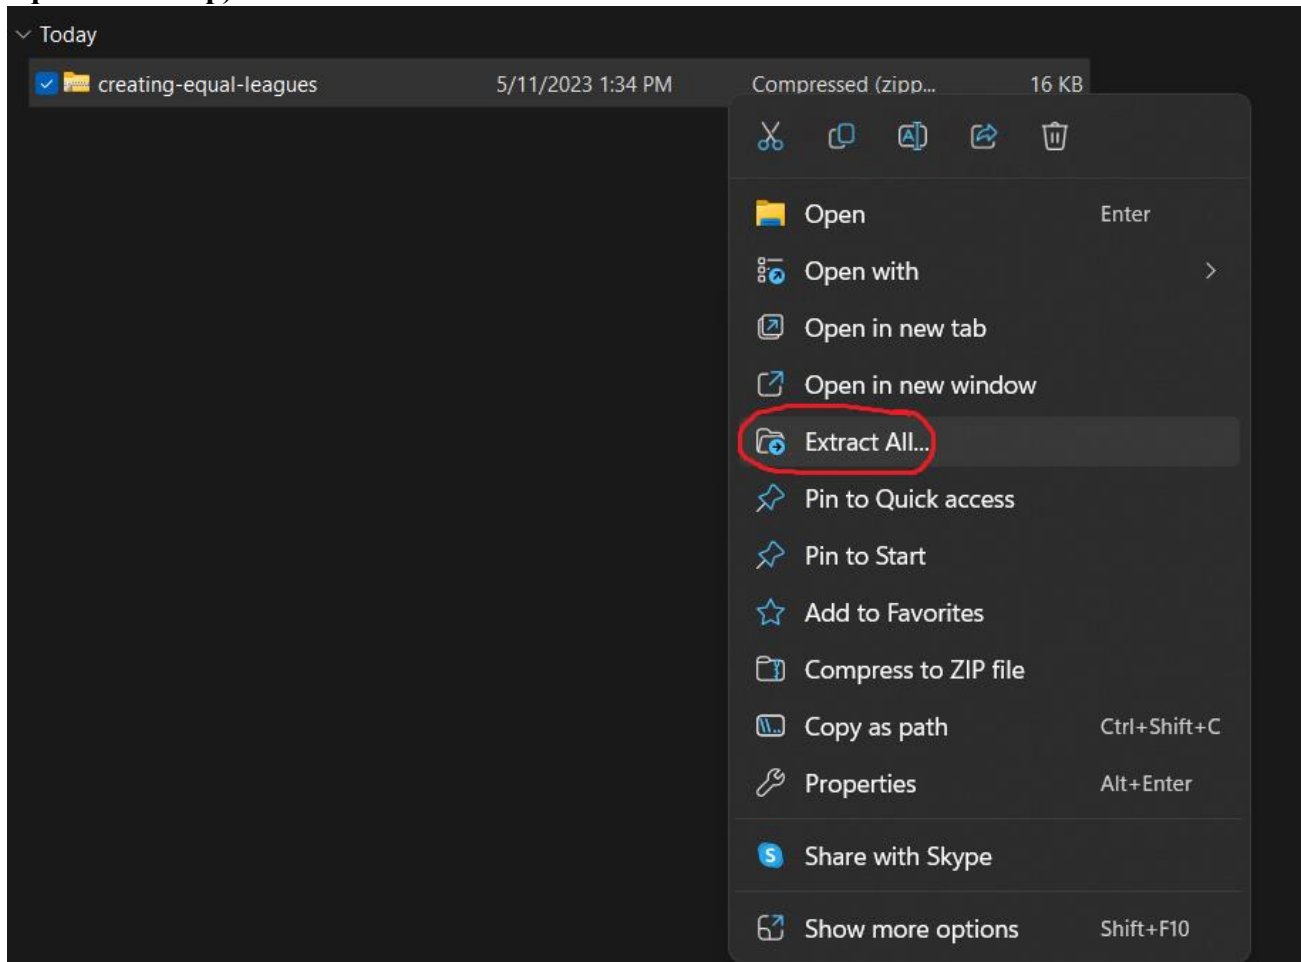 Today
creating-equal-leagues 5/11/2023 1:34 PM Compressed (zipp... 16 KB
Open Enter
Open with
Open in new tab
Open in new window
Extract All...
Pin to Quick access
Pin to Start
Add to Favorites
Compress to ZIP file
Copy as path Ctrl+Shift+C
Properties Alt+Enter
Share with Skype
Show more options Shift+F10